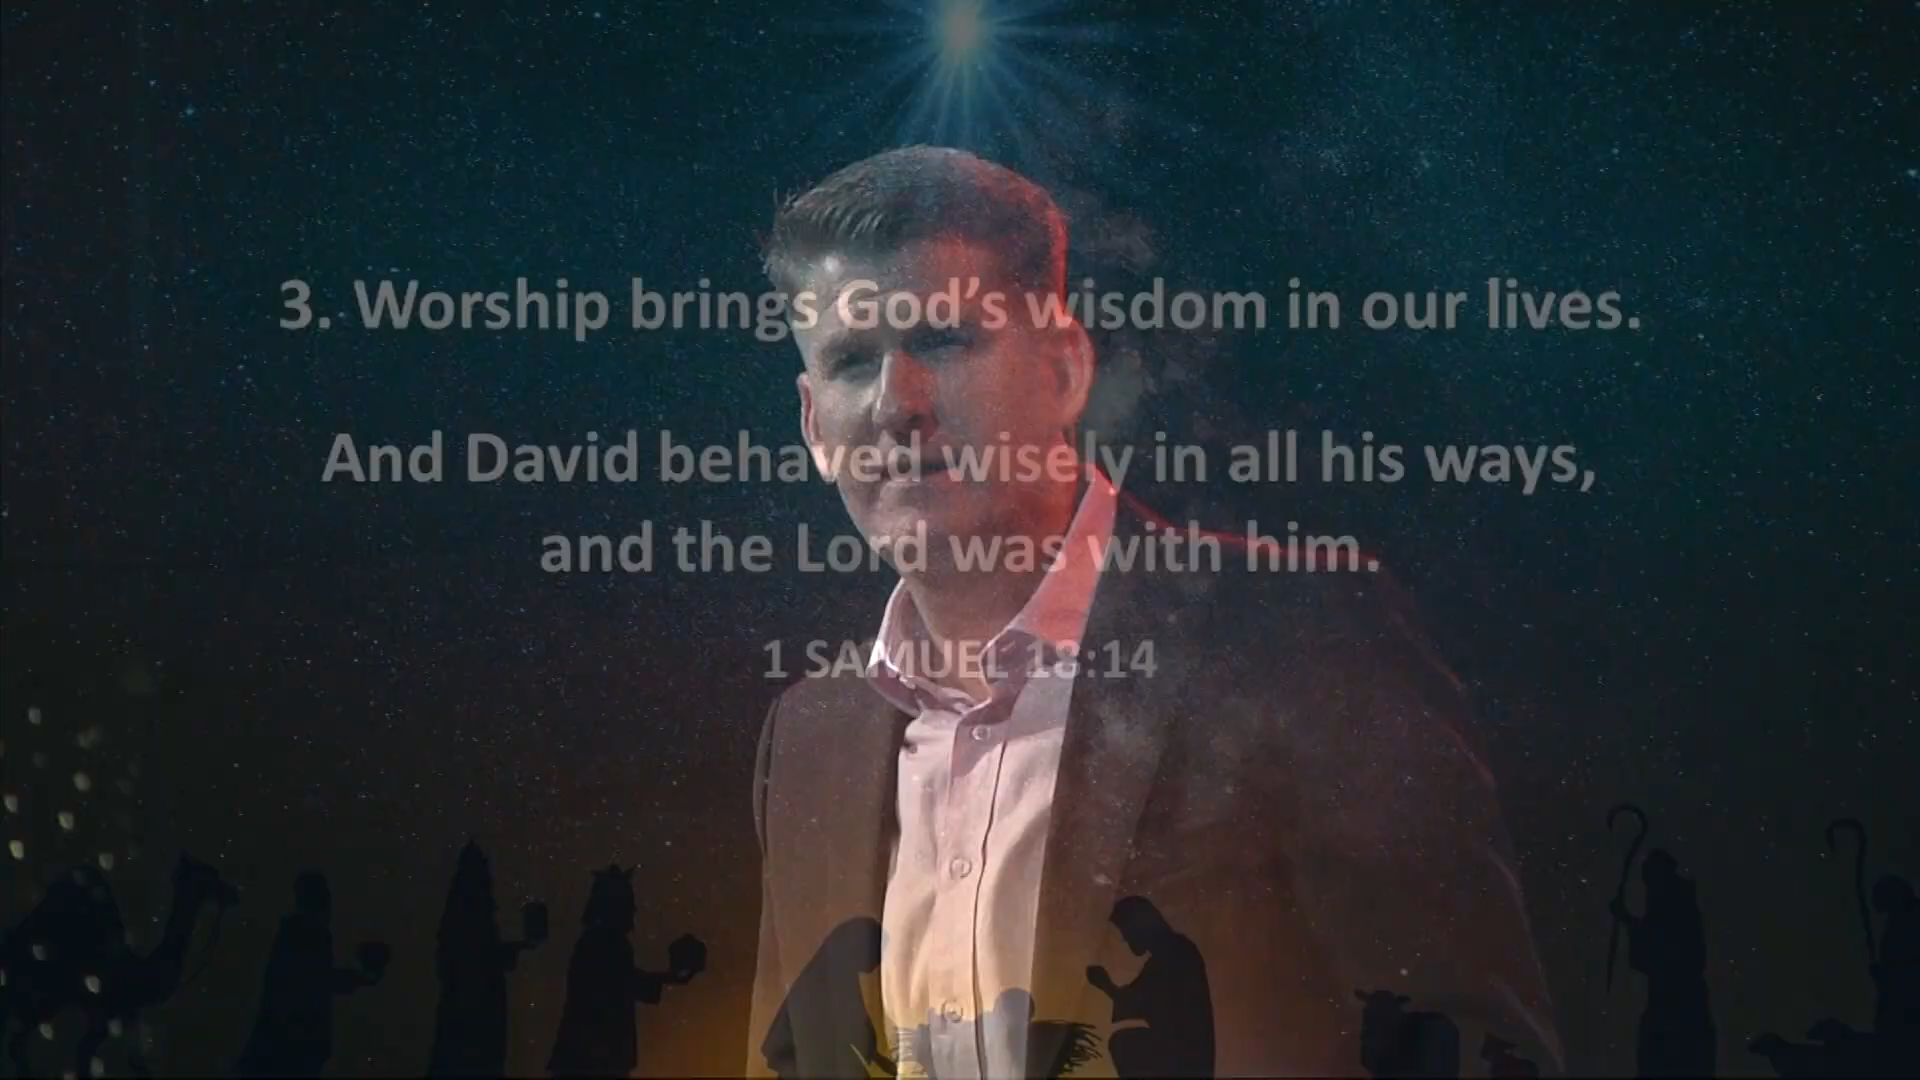 3. Worship brings God’s wisdom in our lives.
And David behaved wisely in all his ways,
and the Lord was with him.
1 SAMUEL 18:14